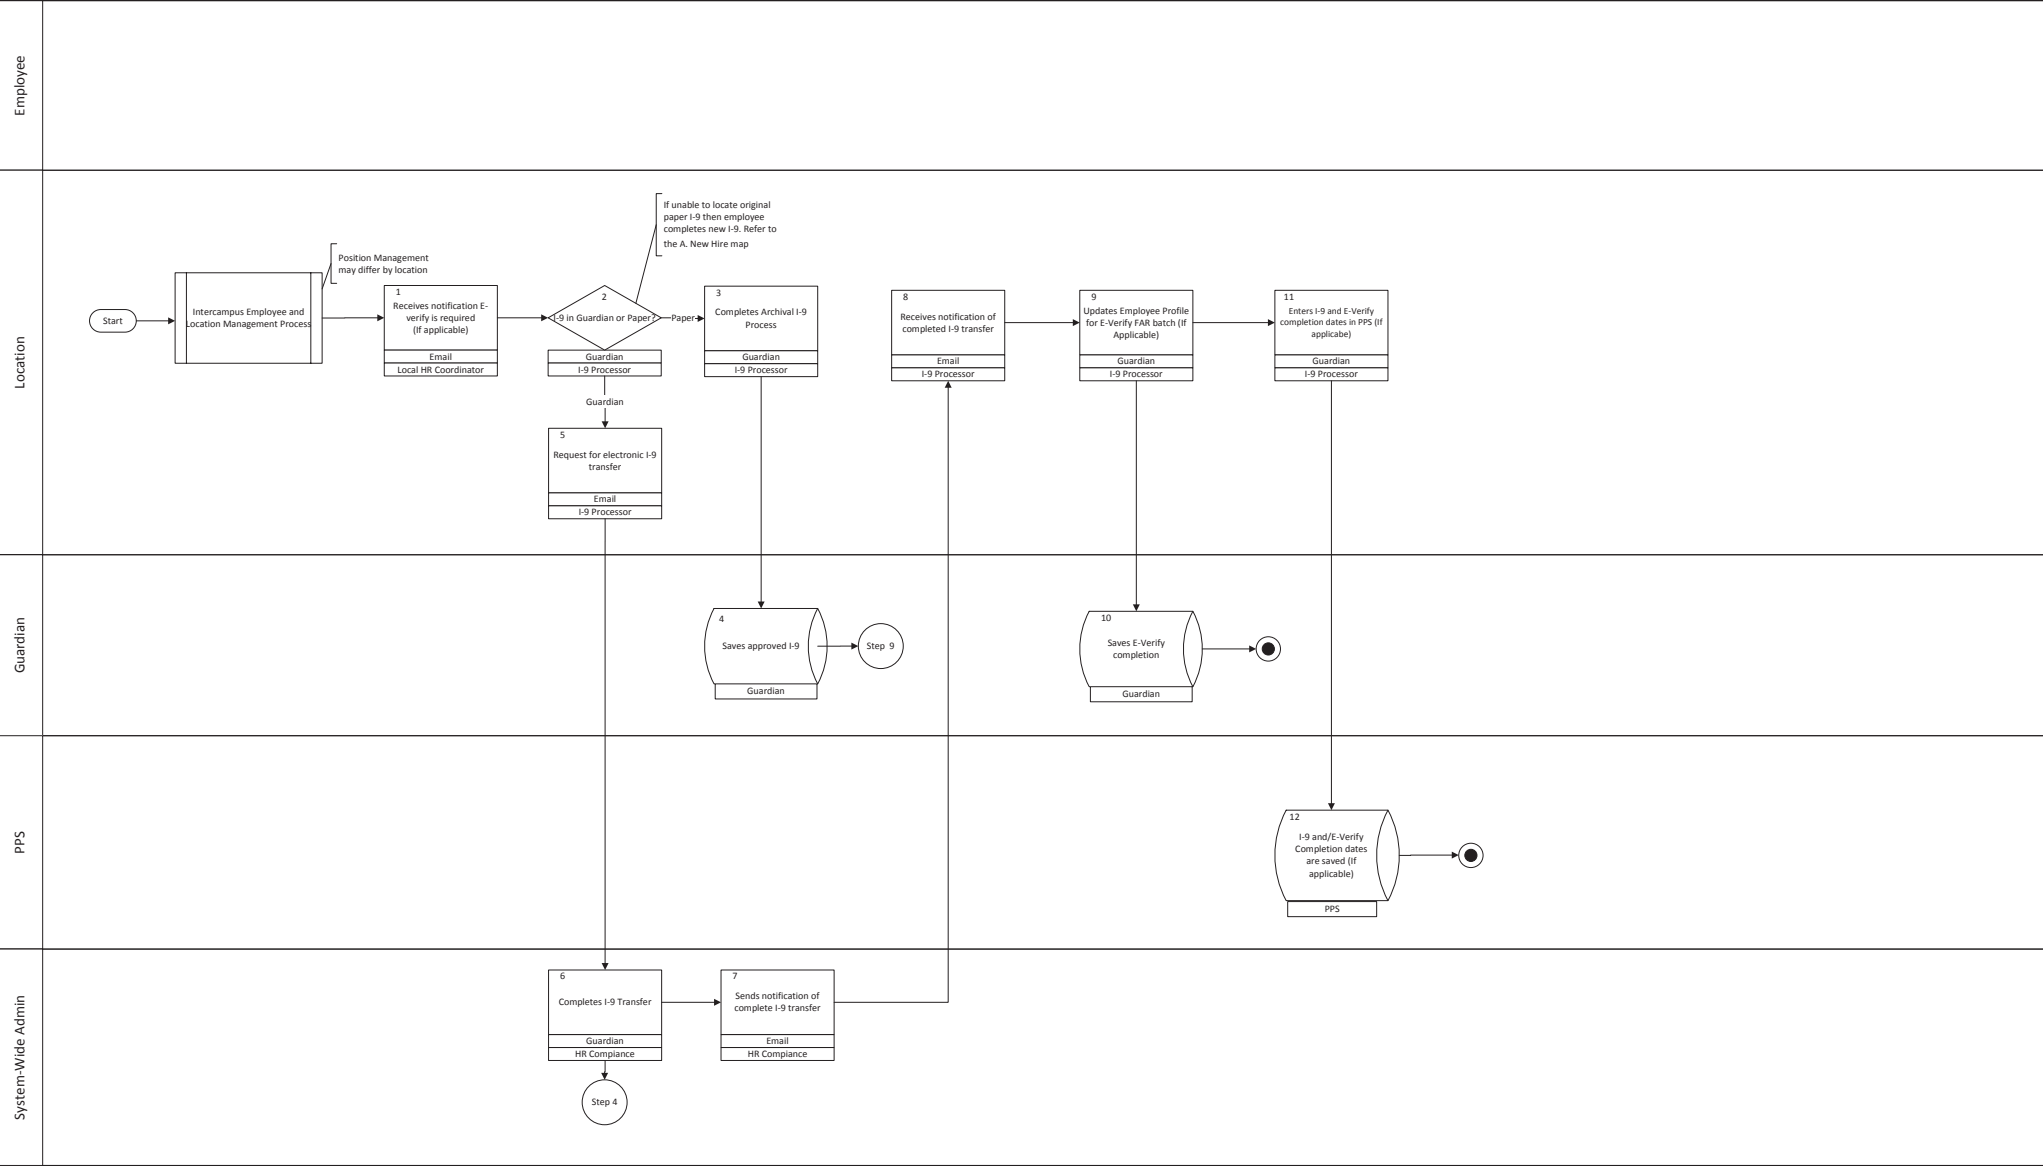 Employee
Location
If unable to locate original
paper I-9 then employee
completes new I-9. Refer to
the A. New Hire map
Position Management
may differ by location
Start
Intercampus Employee and
Location Management Process
1
Receives notification E-
verify is required
(If applicable)
Email
Local HR Coordinator
2
I-9 in Guardian or Paper?
Guardian
I-9 Processor
Paper
3
Completes Archival I-9
Process
Guardian
I-9 Processor
8
Receives notification of
completed I-9 transfer
Email
I-9 Processor
9
Updates Employee Profile
for E-Verify FAR batch (If
Applicable)
Guardian
I-9 Processor
11
Enters I-9 and E-Verify
completion dates in PPS (If
applicabe)
Guardian
I-9 Processor
Guardian
5
Request for electronic I-9
transfer
Email
I-9 Processor
Guardian
4
Saves approved I-9
Guardian
Step 9
10
Saves E-Verify
completion
Guardian
PPS
12
I-9 and/E-Verify
Completion dates
are saved (If
applicable)
PPS
System-Wide Admin
6
Completes I-9 Transfer
Guardian
HR Compiance
7
Sends notification of
complete I-9 transfer
Email
HR Compiance
Step 4